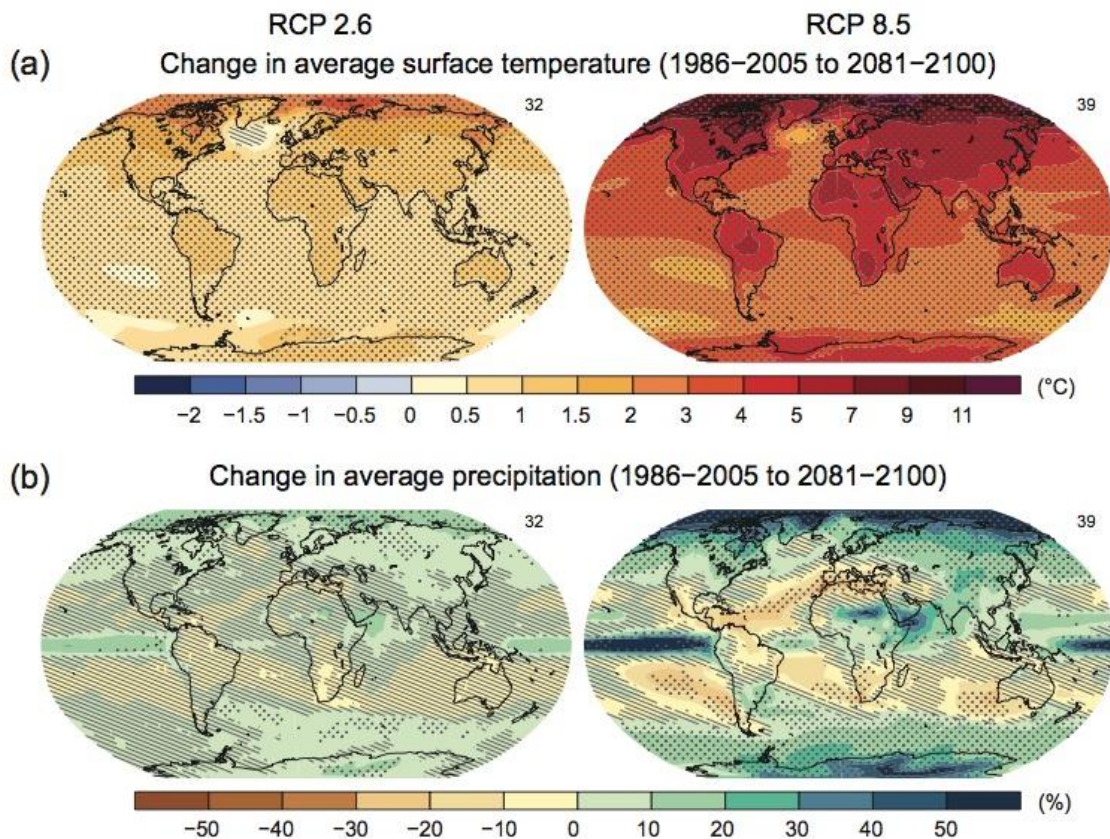 RCP 2.6 RCP 8.5
(a) Change in average surface temperature (1986−2005 to 2081−2100)
32 39
−2 −1.5 −1 −0.5 0 0.5 1 1.5 2 3 4 5 7 9 11 (°C)
(b) Change in average precipitation (1986−2005 to 2081−2100)
32 39
−50 −40 −30 −20 −10 0 10 20 30 40 50 (%)